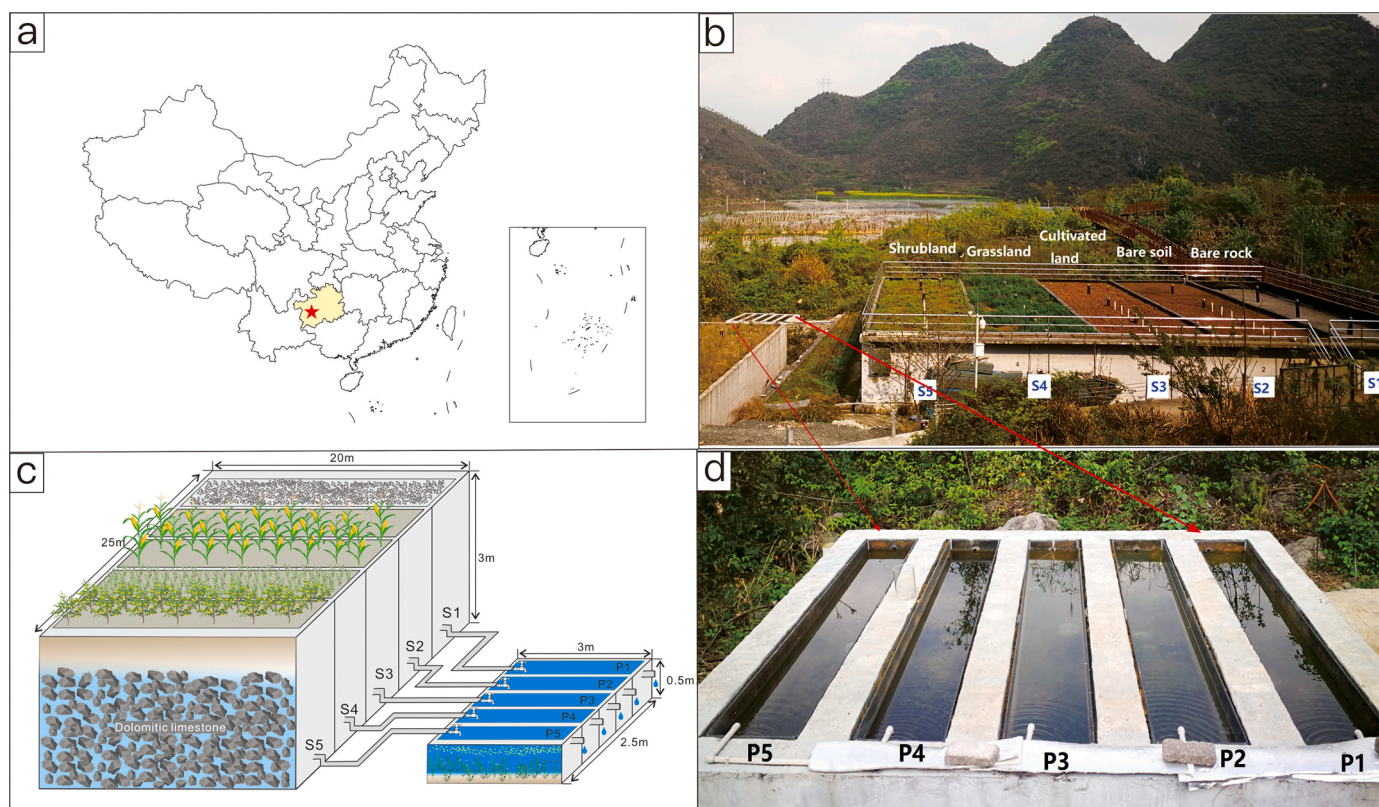 a
b
Shrubland
Grassland
Cultivated
land
Bare soil
Bare rock
4
2
S5
S4
S3
S2
S1
c
20m
25m
3m
S1
S2
S3
S4
S5
Dolomitic limestone
3m
P1
P2
P3
P4
P5
0.5m
2.5m
d
P5
P4
P3
P2
P1